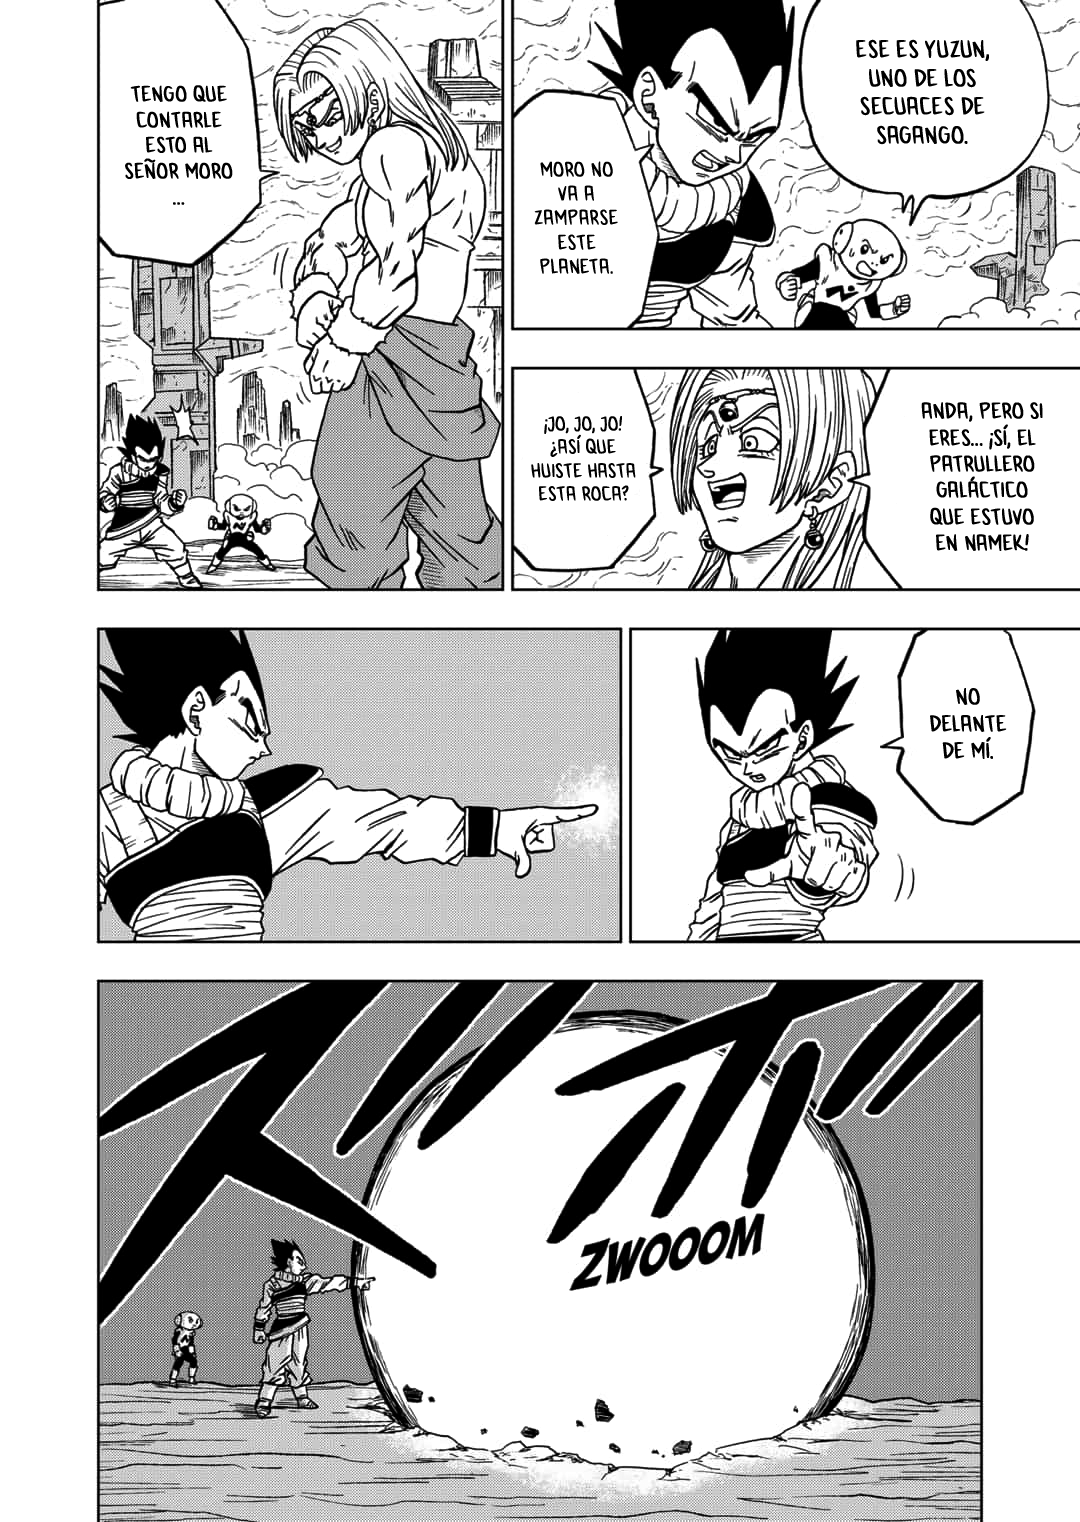 ESE ES YUZUN,
UNO DE LOS
SECUACES DE
SAGANGO.
MORO NO
VA A
ZAMPARSE
ESTE
PLANETA.
TENGO QUE
CONTARLE
ESTO AL
SEÑOR MORO
...
ANDA, PERO SI
ERES... ¡SÍ, EL
PATRULLERO
GALÁCTICO
QUE ESTUVO
EN NAMEK!
¡JO, JO, JO!
¿ASÍ QUE
HUISTE HASTA
ESTA ROCA?
NO
DELANTE
DE MÍ.
ZWOOOM